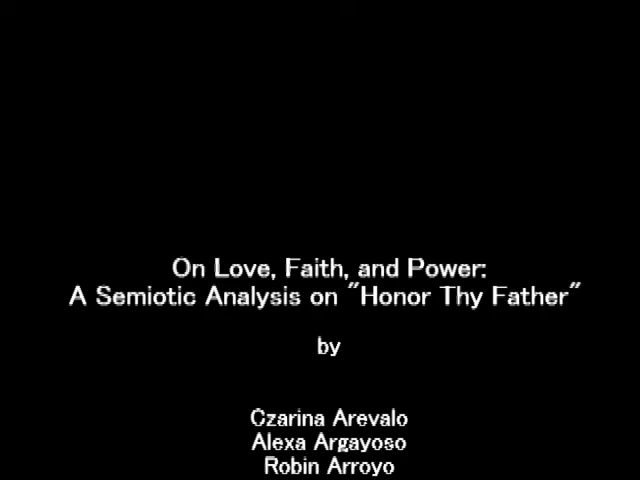 On Love, Faith, and Power:
A Semiotic Analysis on "Honor Thy Father"
by
Czarina Arevalo
Alexa Argayoso
Robin Arroyo